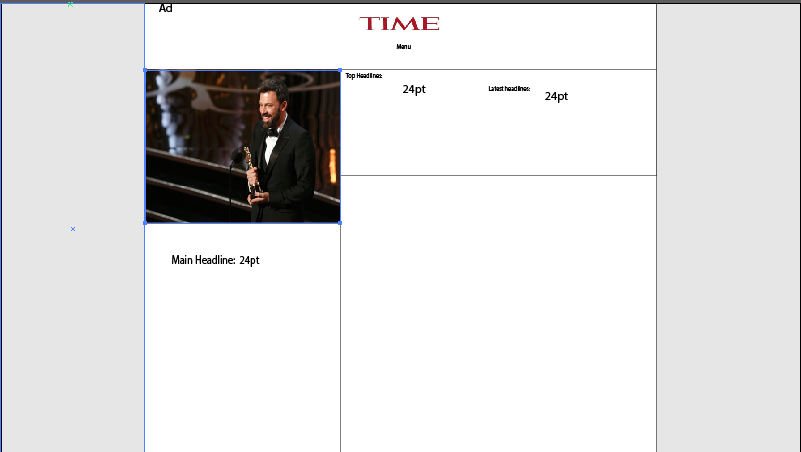 Ad
TIME
Menu
Top Headlines:
24pt
Latest headlines:
24pt
Main Headline: 24pt